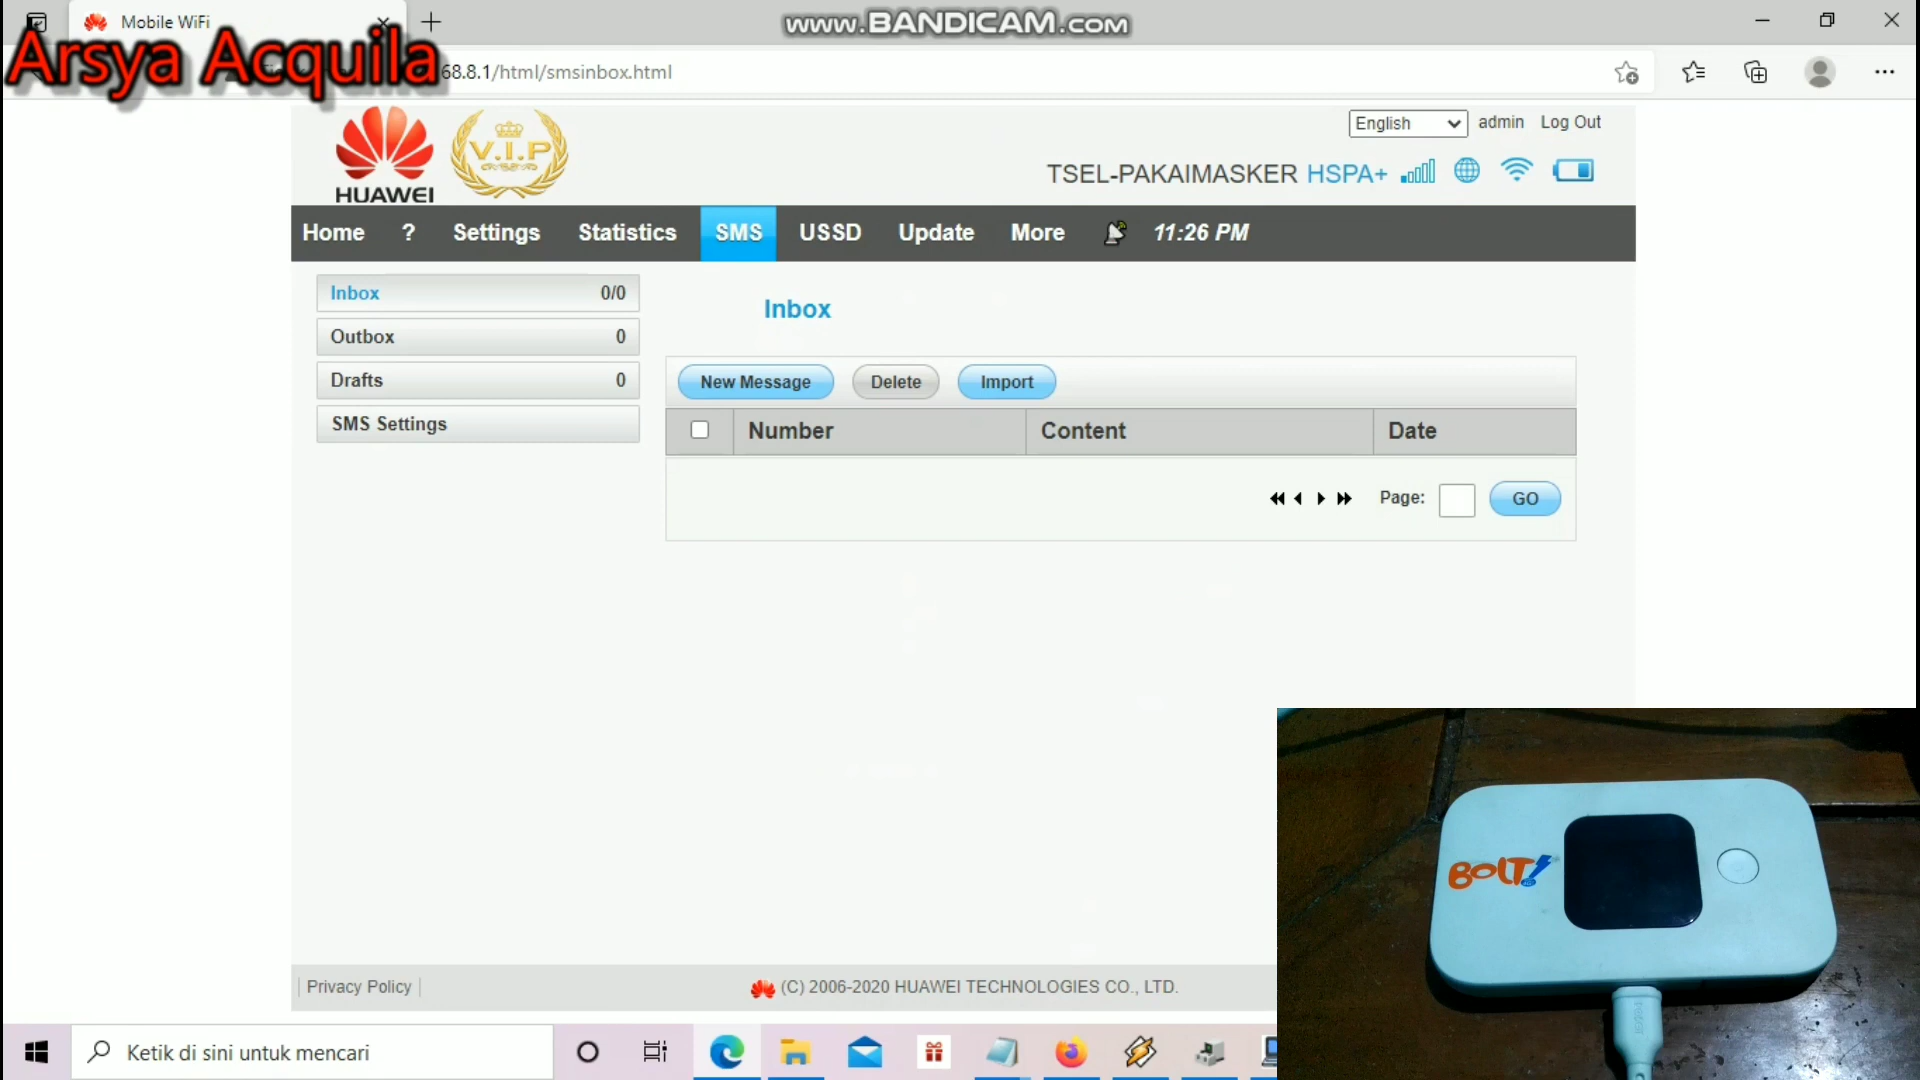 Mobile WiFi
www.BANDICAM.com
Arsya Acquila
68.8.1/html/smsinbox.html
HUAWEI
V.I.P
English
admin
Log Out
TSEL-PAKAIMASKER HSPA+
Home
?
Settings
Statistics
SMS
USSD
Update
More
11:26 PM
Inbox 0/0
Outbox 0
Drafts 0
SMS Settings
Inbox
New Message
Delete
Import
Number
Content
Date
Page:
GO
BOLT!
Privacy Policy
(C) 2006-2020 HUAWEI TECHNOLOGIES CO., LTD.
Ketik di sini untuk mencari